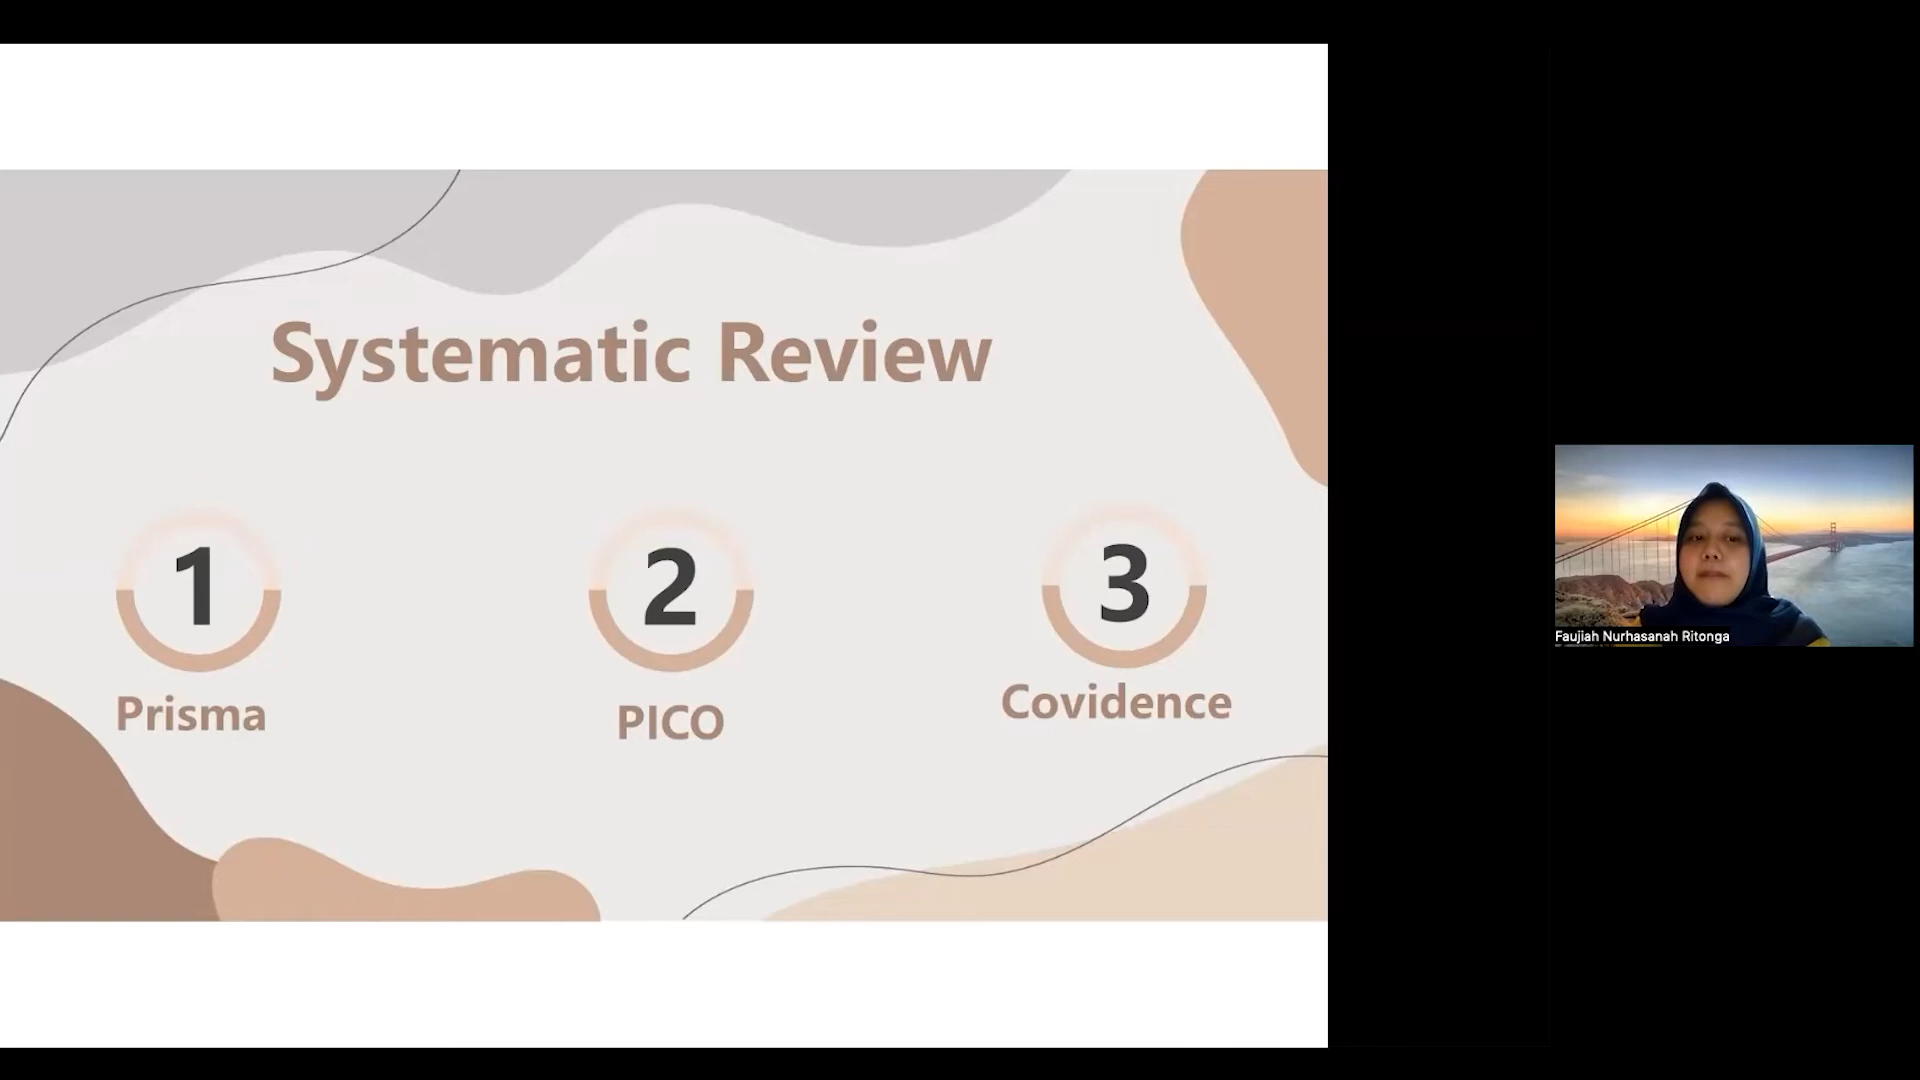 Systematic Review
1
Prisma
2
PICO
3
Covidence
Faujiah Nurhasanah Ritonga